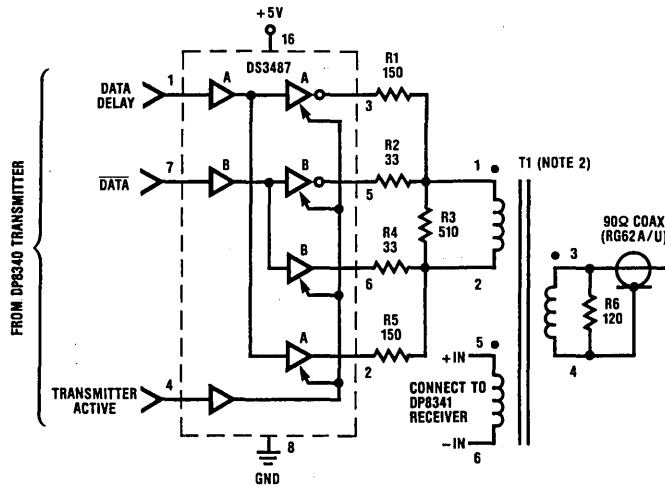 +5V
16
DS3487
FROM DP8340 TRANSMITTER
DATA
DELAY
1
A
A
3
R1
150
DATA
7
B
B
5
R2
33
R3
510
B
6
R4
33
A
2
R5
150
TRANSMITTER
ACTIVE
4
8
GND
1
2
T1 (NOTE 2)
3
4
90Ω COAX
(RG62A/U)
R6
120
+IN
5
CONNECT TO
DP8341
RECEIVER
–IN
6